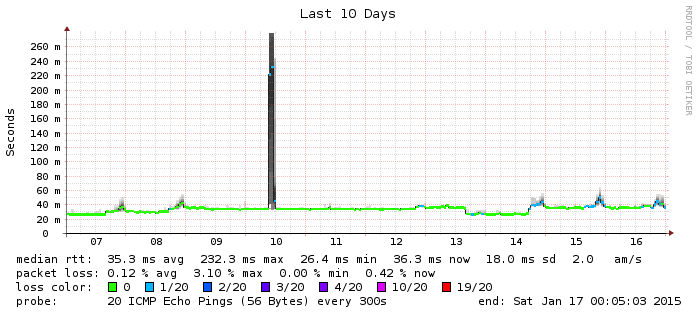 Last 10 Days
RRDTOOL / TOBI OETIKER
Seconds
260 m
240 m
220 m
200 m
180 m
160 m
140 m
120 m
100 m
80 m
60 m
40 m
20 m
0
07 08 09 10 11 12 13 14 15 16
median rtt: 35.3 ms avg 232.3 ms max 26.4 ms min 36.3 ms now 18.0 ms sd 2.0 am/s
packet loss: 0.12 % avg 3.10 % max 0.00 % min 0.42 % now
loss color: 0 1/20 2/20 3/20 4/20 10/20 19/20
probe: 20 ICMP Echo Pings (56 Bytes) every 300s end: Sat Jan 17 00:05:03 2015